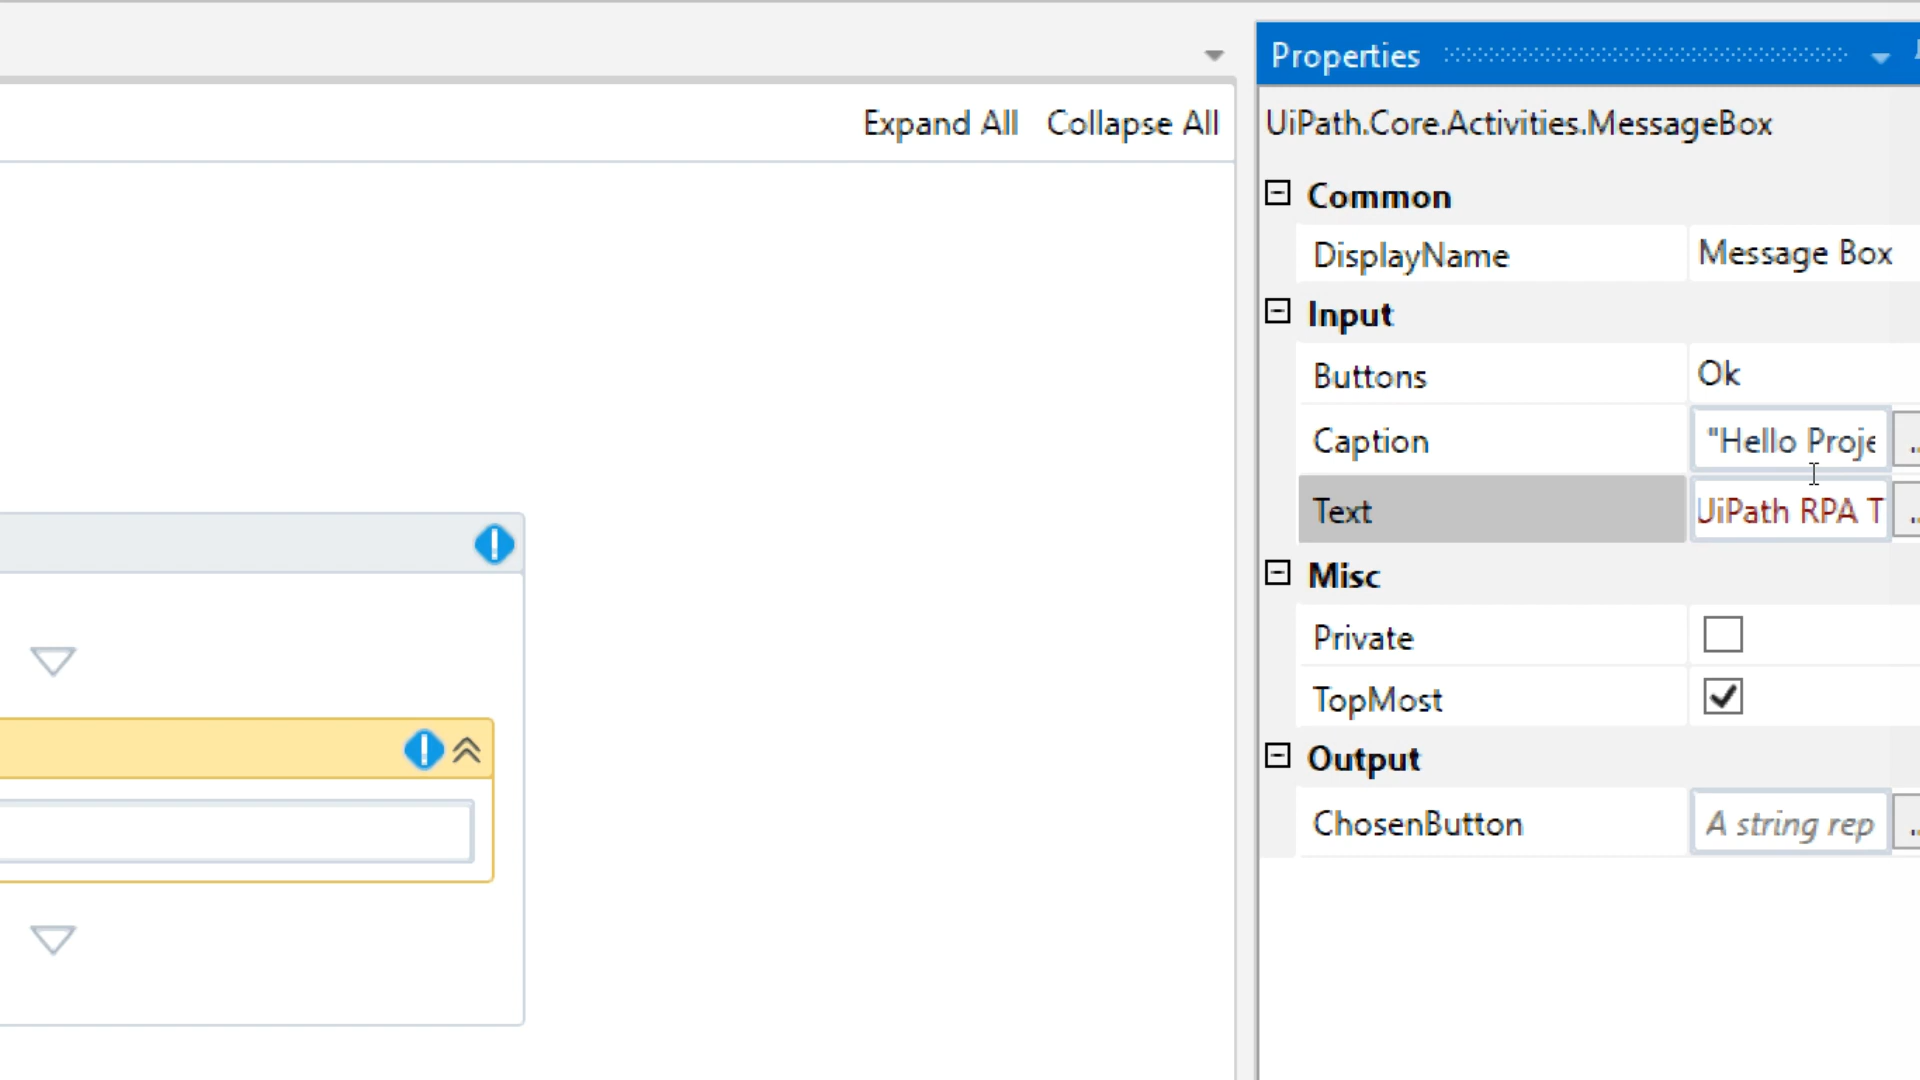 Properties
Expand All Collapse All
UiPath.Core.Activities.MessageBox
Common
DisplayName Message Box
Input
Buttons Ok
Caption "Hello Proje ..
Text UiPath RPA T ..
Misc
Private
TopMost
Output
ChosenButton A string rep ..